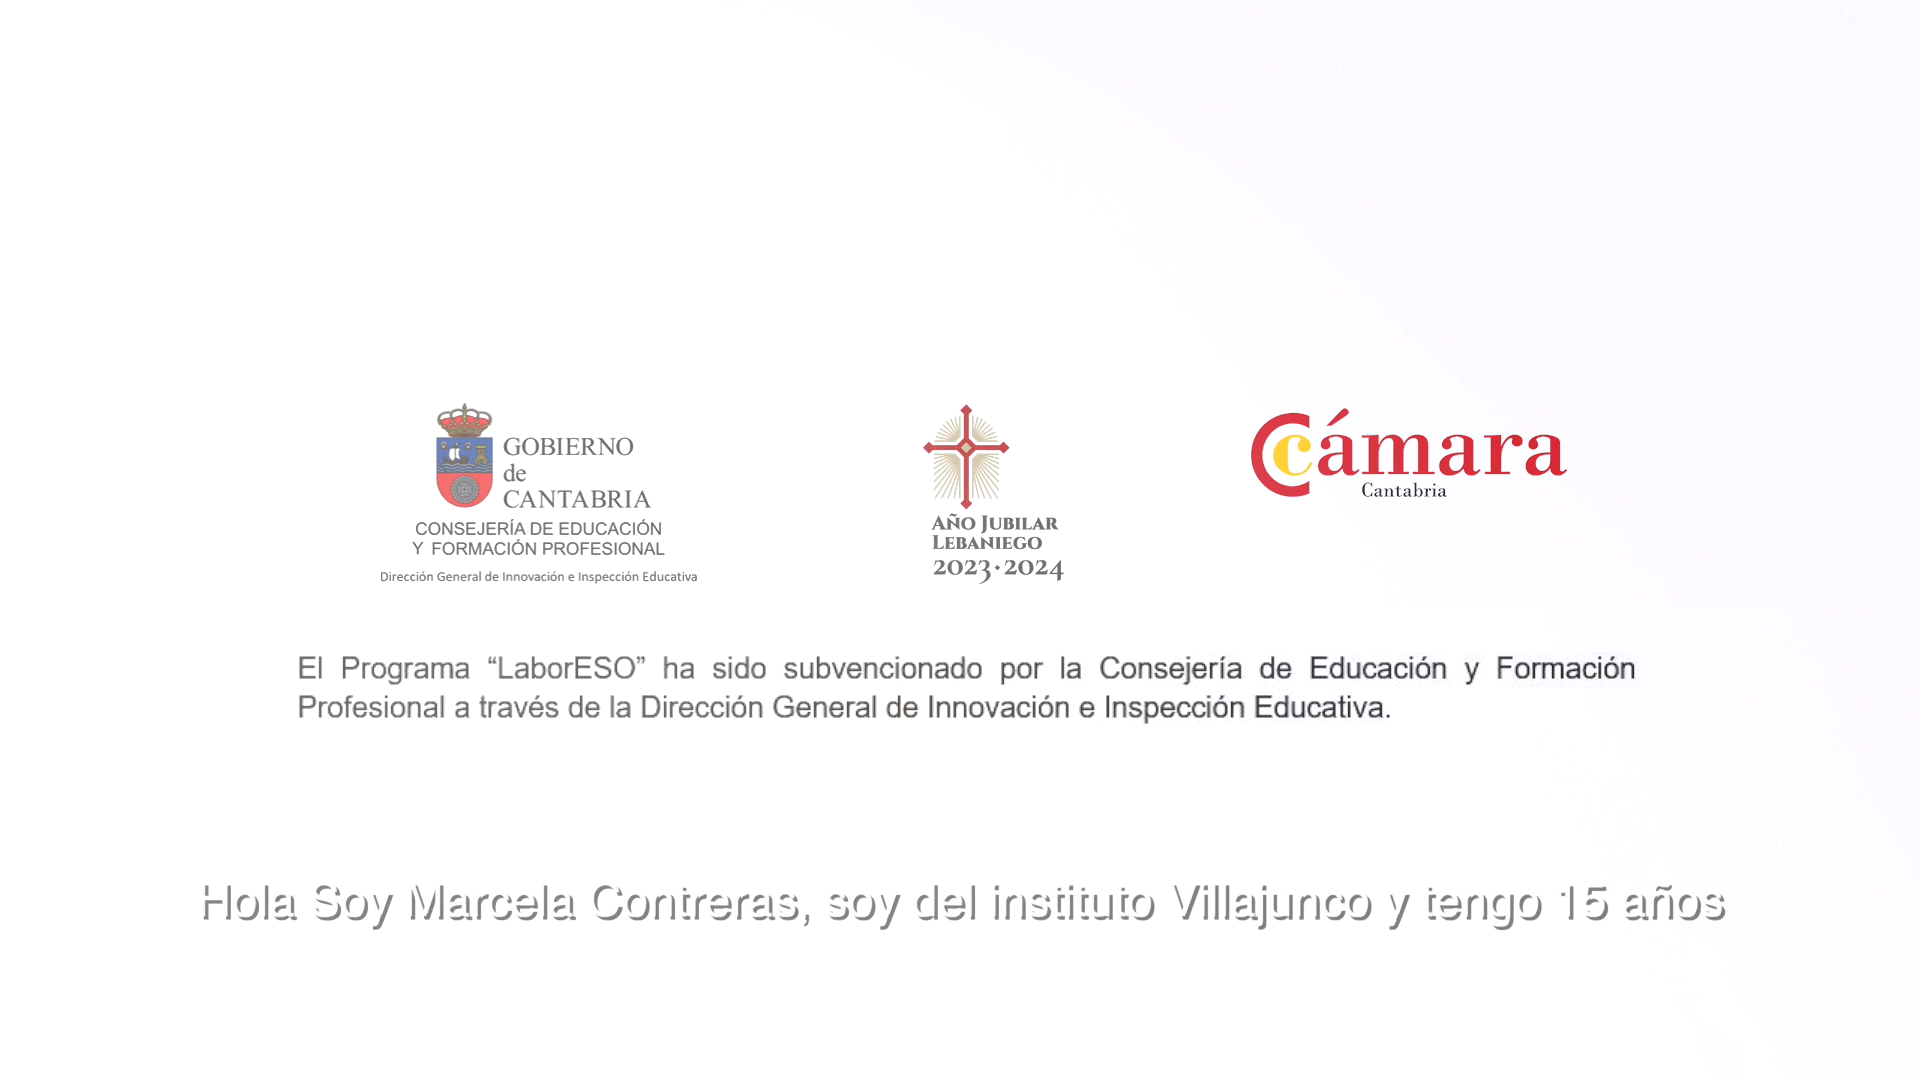 GOBIERNO
de
CANTABRIA
CONSEJERÍA DE EDUCACIÓN
Y FORMACIÓN PROFESIONAL
Dirección General de Innovación e Inspección Educativa
AÑO JUBILAR
LEBANIEGO
2023·2024
Cámara
Cantabria
El Programa “LaborESO” ha sido subvencionado por la Consejería de Educación y Formación
Profesional a través de la Dirección General de Innovación e Inspección Educativa.
Hola Soy Marcela Contreras, soy del instituto Villajunco y tengo 15 años